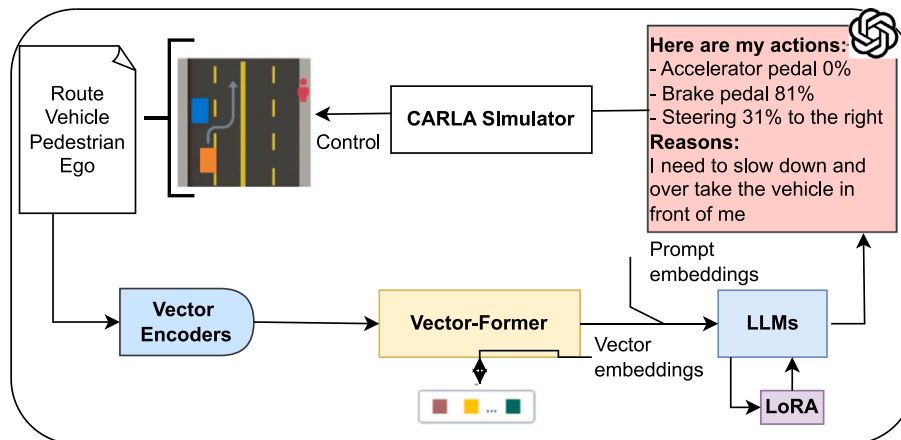 Route
Vehicle
Pedestrian
Ego
Control
CARLA SImulator
Here are my actions:
- Accelerator pedal 0%
- Brake pedal 81%
- Steering 31% to the right
Reasons:
I need to slow down and
over take the vehicle in
front of me
Vector
Encoders
Vector-Former
Prompt
embeddings
Vector
embeddings
LLMs
LoRA
...